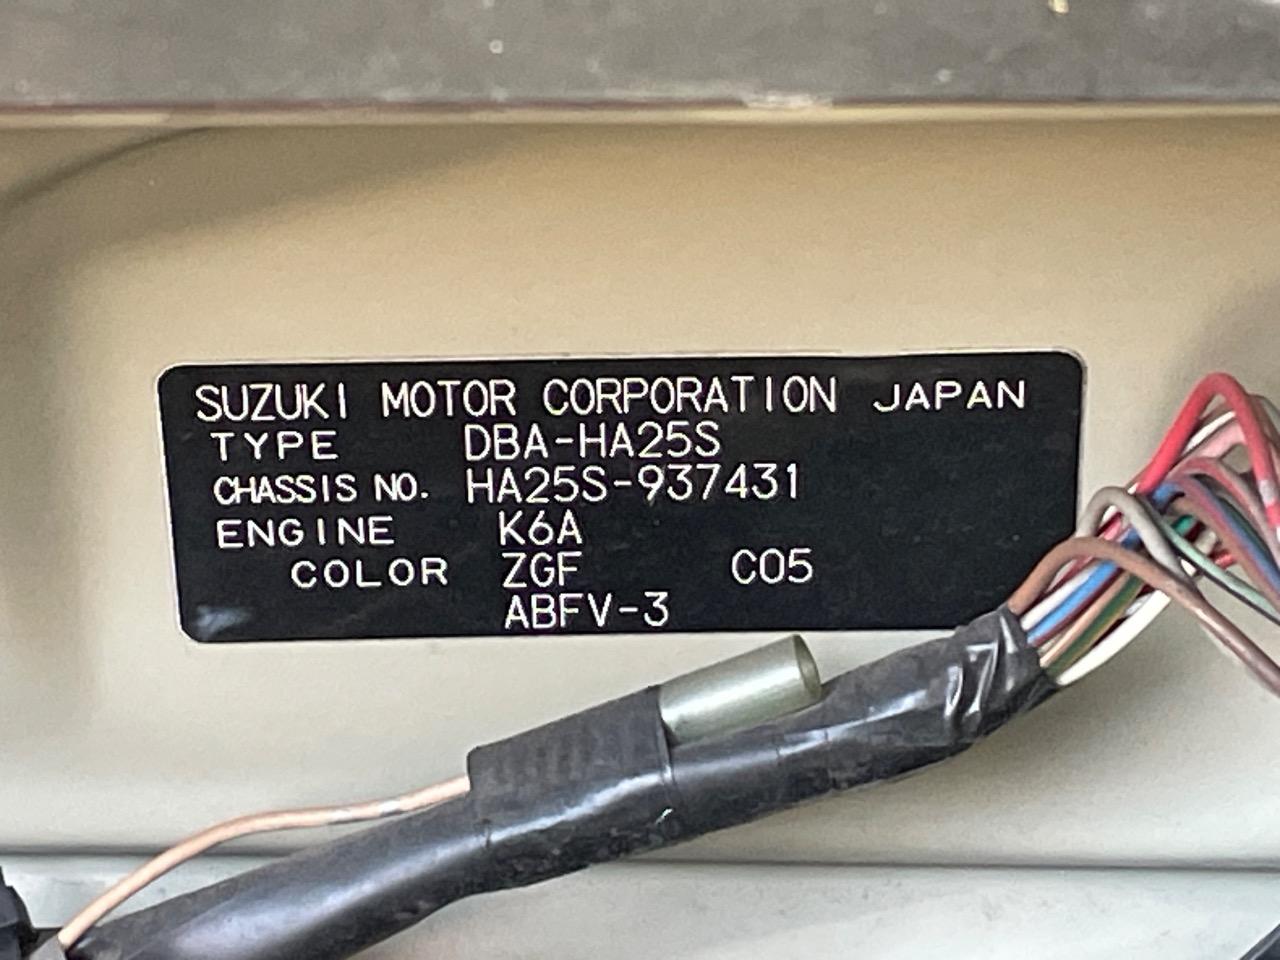 SUZUKI MOTOR CORPORATION JAPAN
TYPE DBA-HA25S
CHASSIS NO. HA25S-937431
ENGINE K6A
COLOR ZGF C05
ABFV-3